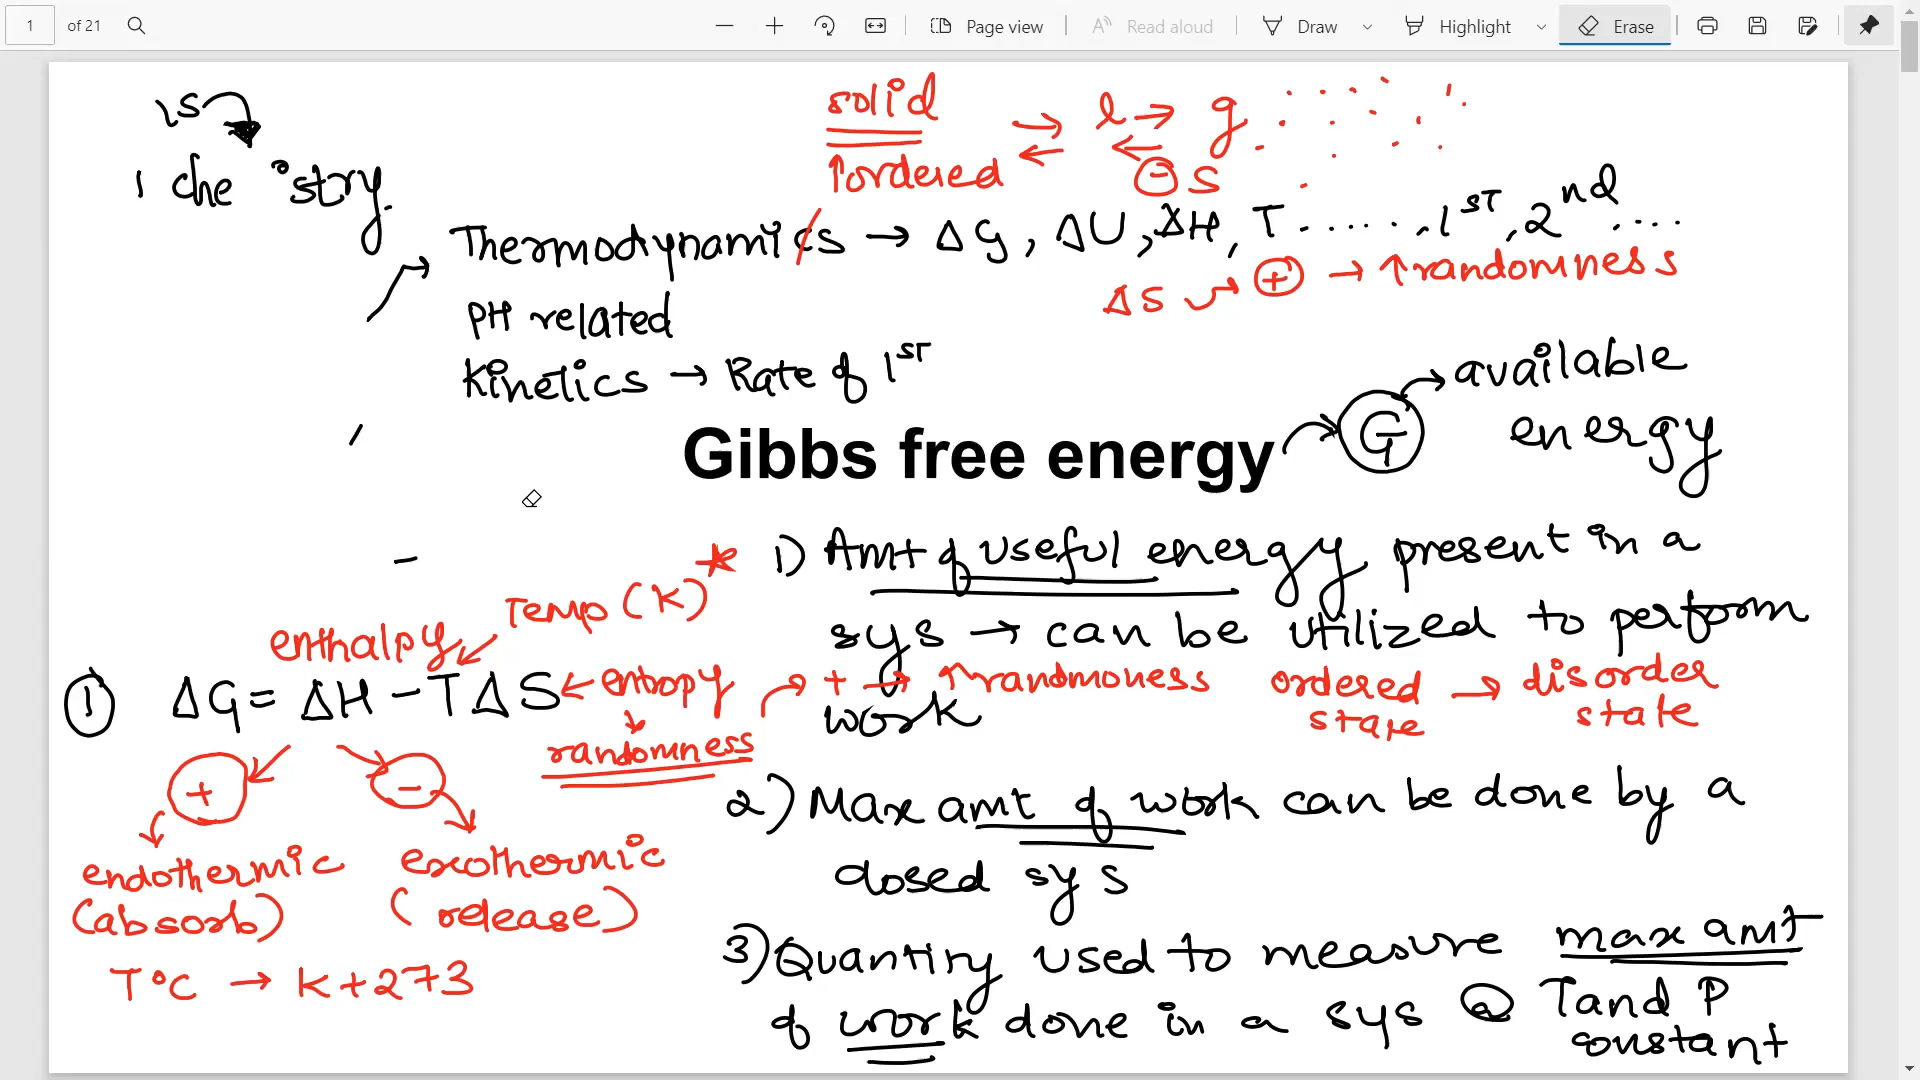 1
of 21
Page view
Read aloud
Draw
Highlight
Erase
solid → l → g
↑ordered ⊖ S
1 che stry
Thermodynamics → ΔG, ΔU, ΔH, T ......, 1ST, 2nd ....
ΔS → ⊕ → ↑randomness
PH related
Kinetics → Rate of 1ST
G → available
energy
Gibbs free energy
1) Amt of useful energy present in a
sys → can be utilized to perform
work
Temp (K) *
enthalpy
① ΔG = ΔH - TΔS ← entropy → + → ↑randmoness ordered → disorder
state state
randomness
+ -
endothermic exothermic
(absorb) (release)
T°C → K+273
2) Max amt of work can be done by a
closed sys
3) Quantity used to measure max amt
of work done in a sys @ T and P
constant